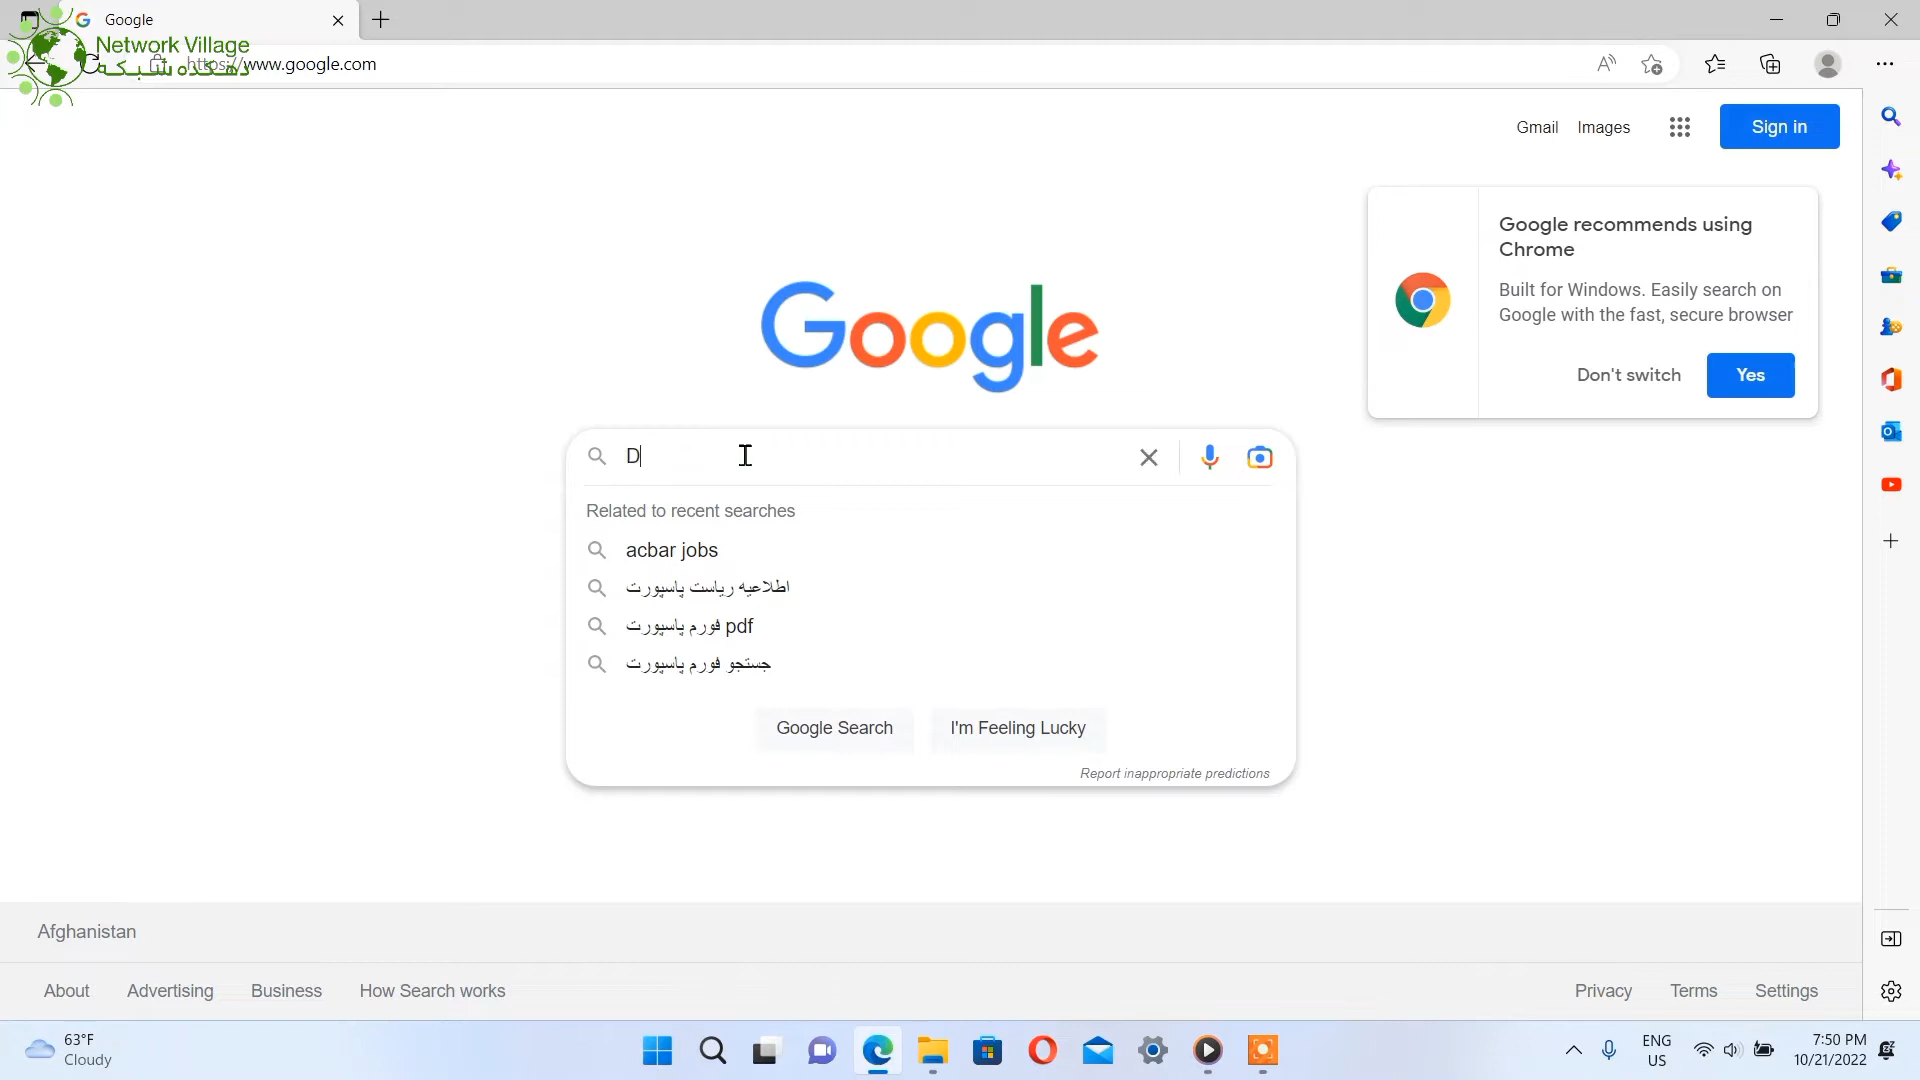 Google
Network Village
دهکده شبکه
https://www.google.com
Gmail Images Sign in
Google recommends using
Chrome
Built for Windows. Easily search on
Google with the fast, secure browser
Don't switch Yes
Google
D
Related to recent searches
acbar jobs
اطلاعیه ریاست پاسپورت
فورم پاسپورت pdf
جستجو فورم پاسپورت
Google Search I'm Feeling Lucky
Report inappropriate predictions
Afghanistan
About Advertising Business How Search works Privacy Terms Settings
63°F
Cloudy
ENG
US
7:50 PM
10/21/2022